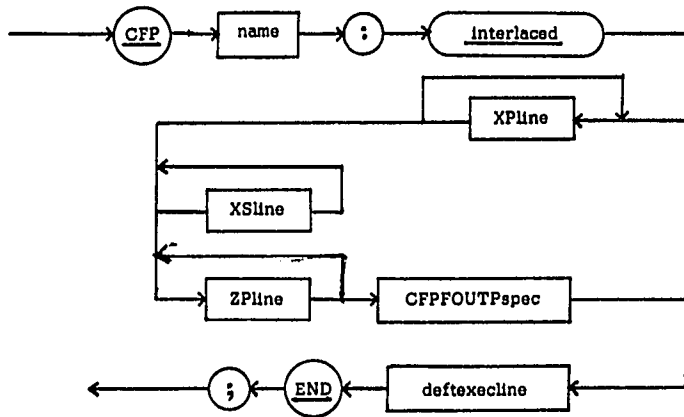 CFP name : interlaced
XPline
XSline
ZPline CFPFOUTPspec
; END deftexecline